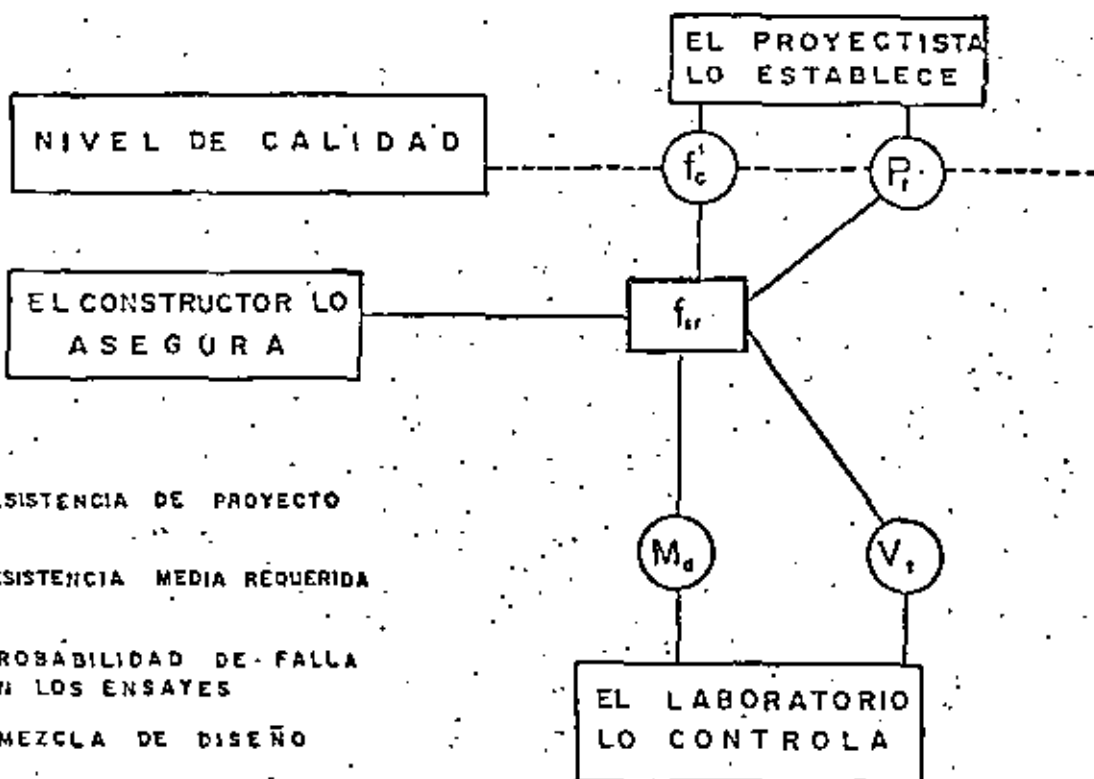 EL PROYECTISTA
LO ESTABLECE
NIVEL DE CALIDAD
f'c
Pf
EL CONSTRUCTOR LO
ASEGURA
fcr
SISTENCIA DE PROYECTO
ESISTENCIA MEDIA REQUERIDA
ROBABILIDAD DE FALLA
N LOS ENSAYES
MEZCLA DE DISEÑO
Md
Vt
EL LABORATORIO
LO CONTROLA